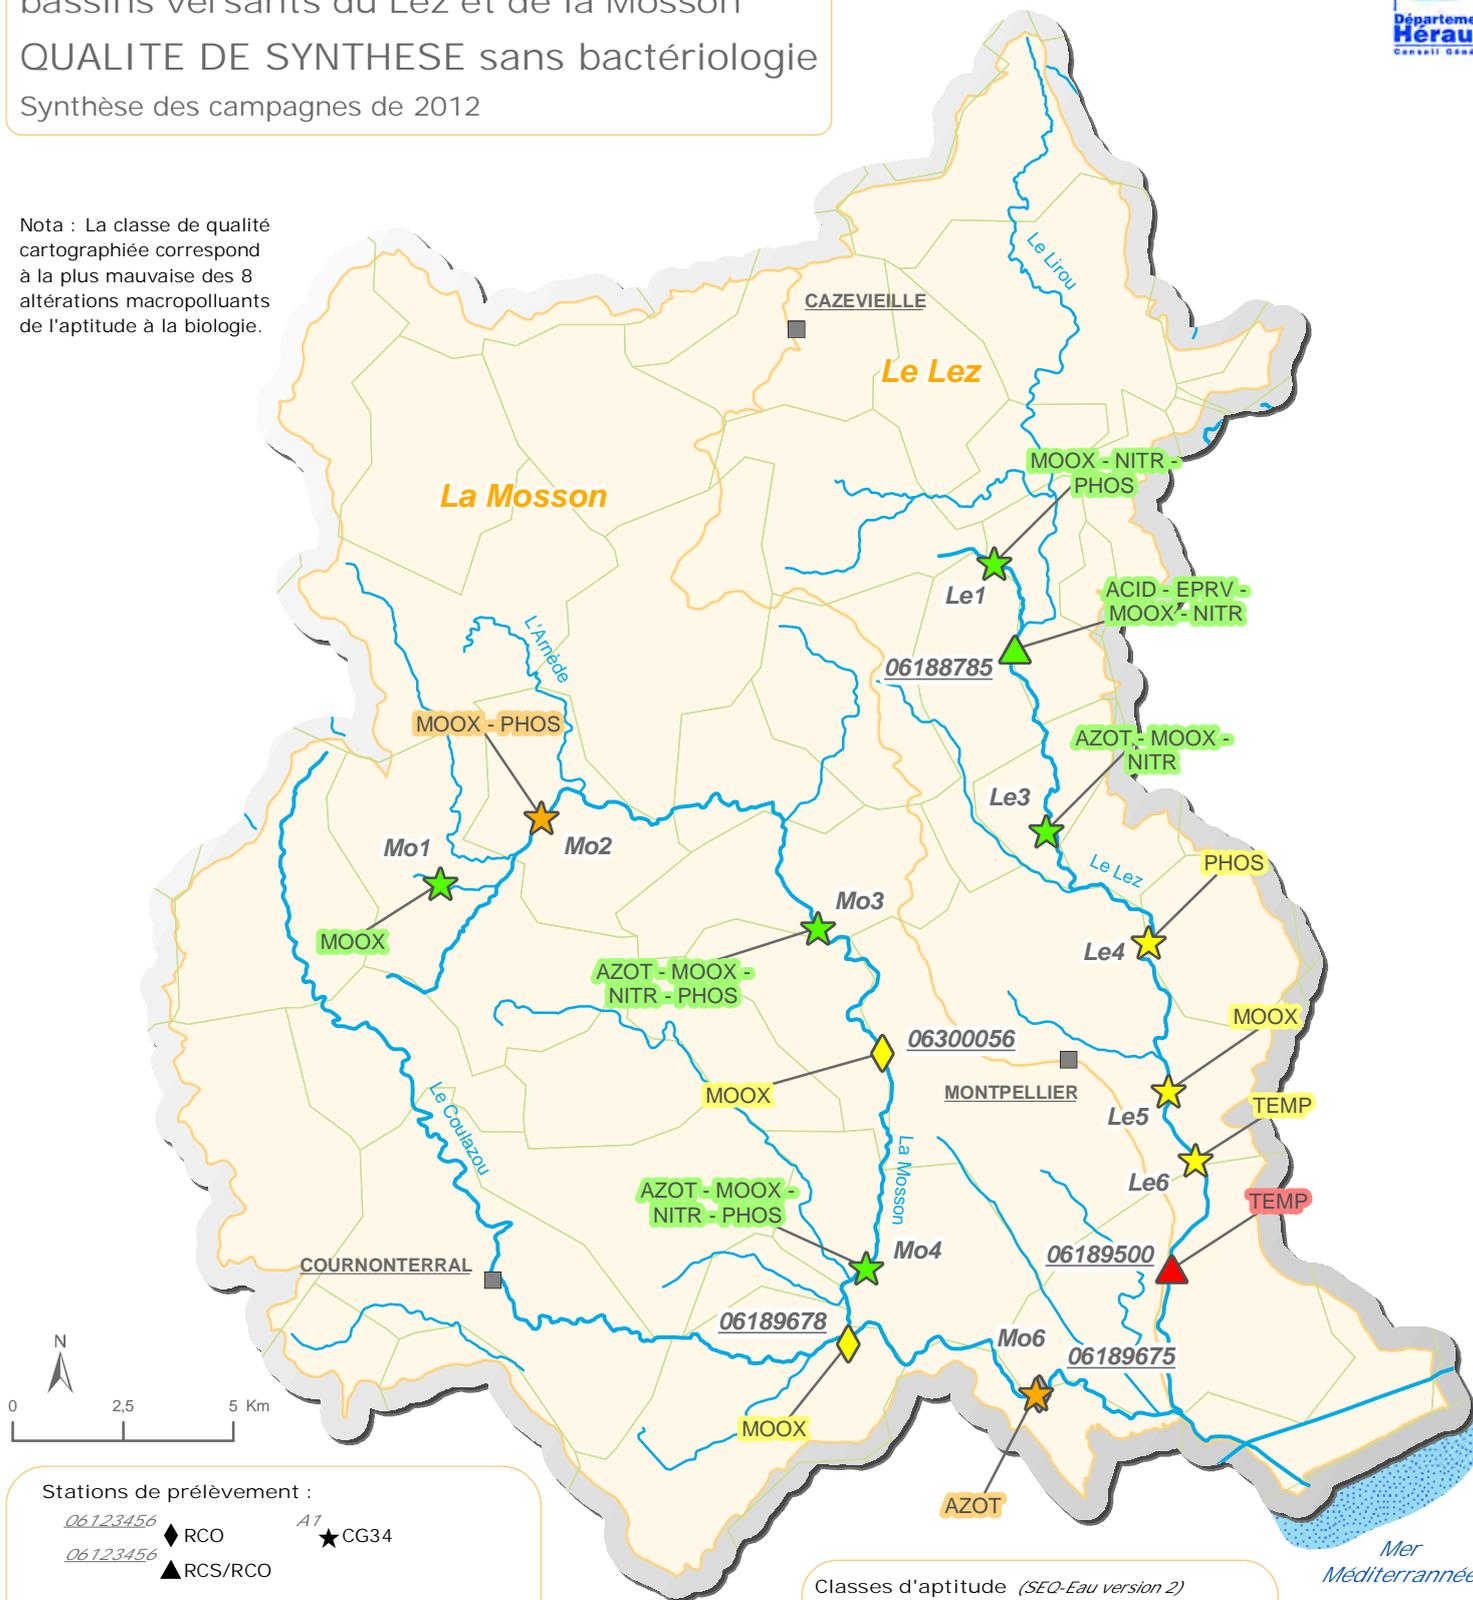 bassins versants du Lez et de la Mosson
QUALITE DE SYNTHESE sans bactériologie
Synthèse des campagnes de 2012
Départeme
Hérau
Conseil Géné
Nota : La classe de qualité
cartographiée correspond
à la plus mauvaise des 8
altérations macropolluants
de l'aptitude à la biologie.
Le Lirou
CAZEVIEILLE
Le Lez
La Mosson
MOOX - NITR -
PHOS
Le1
ACID - EPRV -
MOOX - NITR
06188785
L'Arnède
MOOX - PHOS
AZOT - MOOX -
NITR
Le3
Mo1
Mo2
Le Lez
PHOS
Mo3
MOOX
Le4
AZOT - MOOX -
NITR - PHOS
MOOX
06300056
MOOX
MONTPELLIER
Le5
TEMP
Le Coulazou
La Mosson
Le6
AZOT - MOOX -
NITR - PHOS
TEMP
Mo4
06189500
COURNONTERRAL
06189678
Mo6
06189675
N
0 2,5 5 Km
MOOX
AZOT
Stations de prélèvement :
06123456 RCO A1 CG34
06123456 RCS/RCO
Mer
Méditerrannée
Classes d'aptitude (SEQ-Eau version 2)